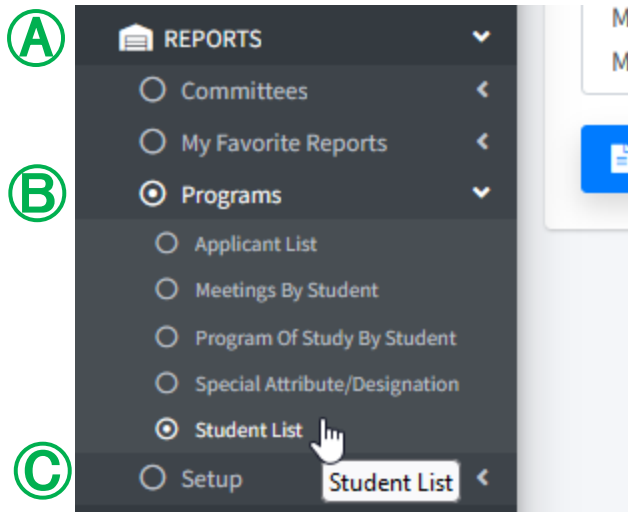 A REPORTS
Committees
My Favorite Reports
B Programs
Applicant List
Meetings By Student
Program Of Study By Student
Special Attribute/Designation
Student List
C Setup
Student List
M
M